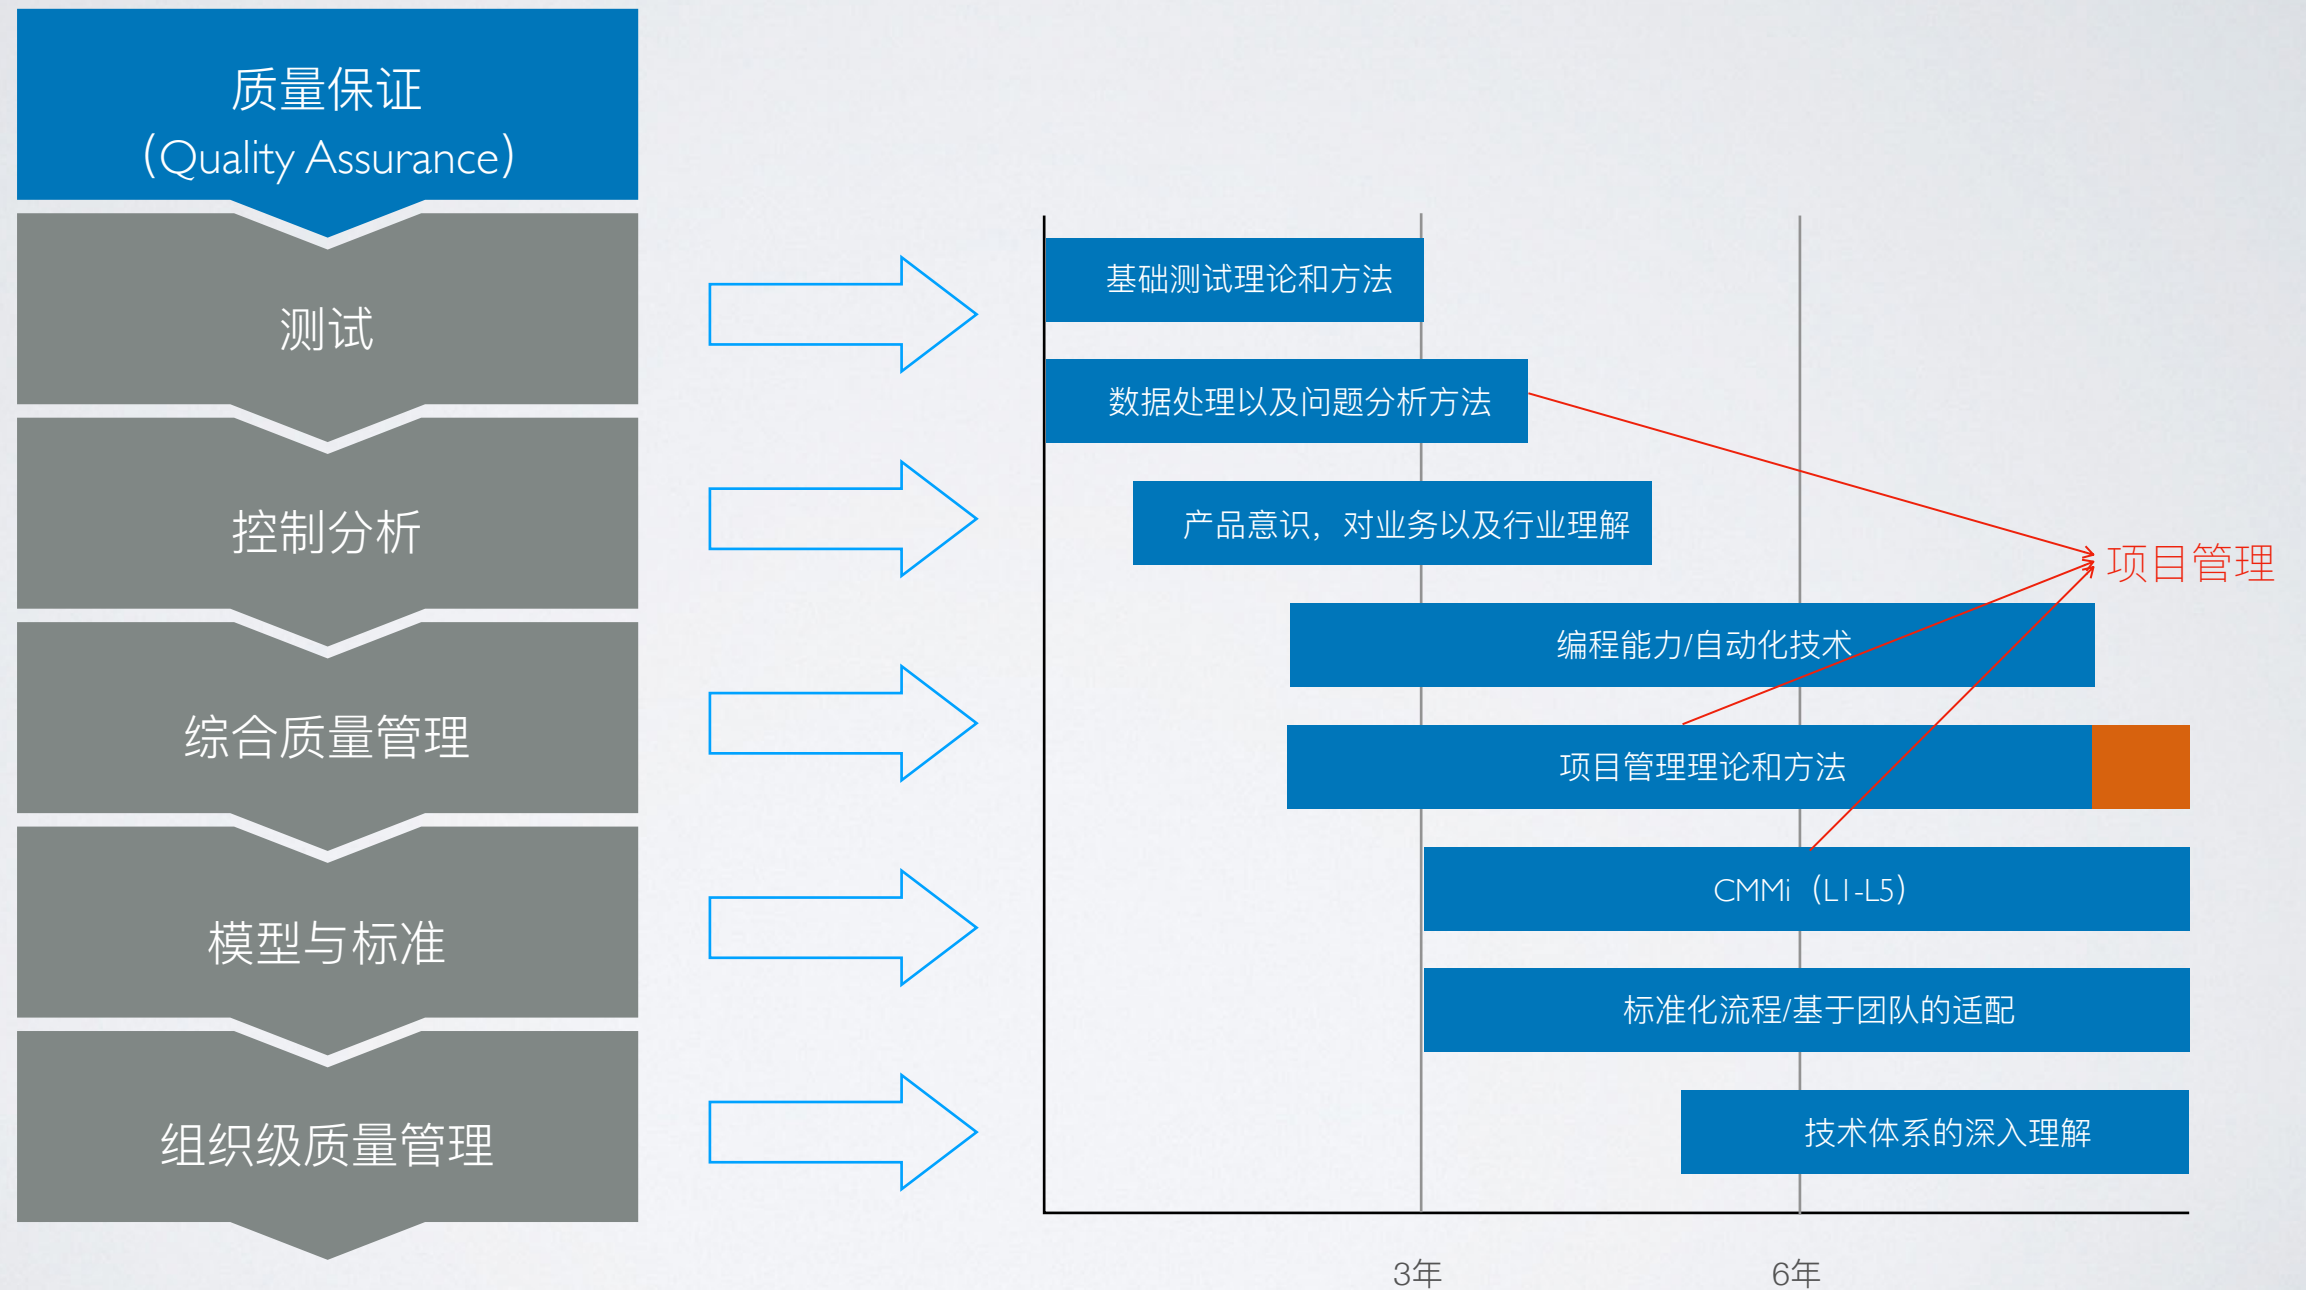 质量保证
（Quality Assurance）
测试
控制分析
综合质量管理
模型与标准
组织级质量管理
基础测试理论和方法
数据处理以及问题分析方法
产品意识，对业务以及行业理解
项目管理
编程能力/自动化技术
项目管理理论和方法
CMMi（L1-L5）
标准化流程/基于团队的适配
技术体系的深入理解
3年
6年